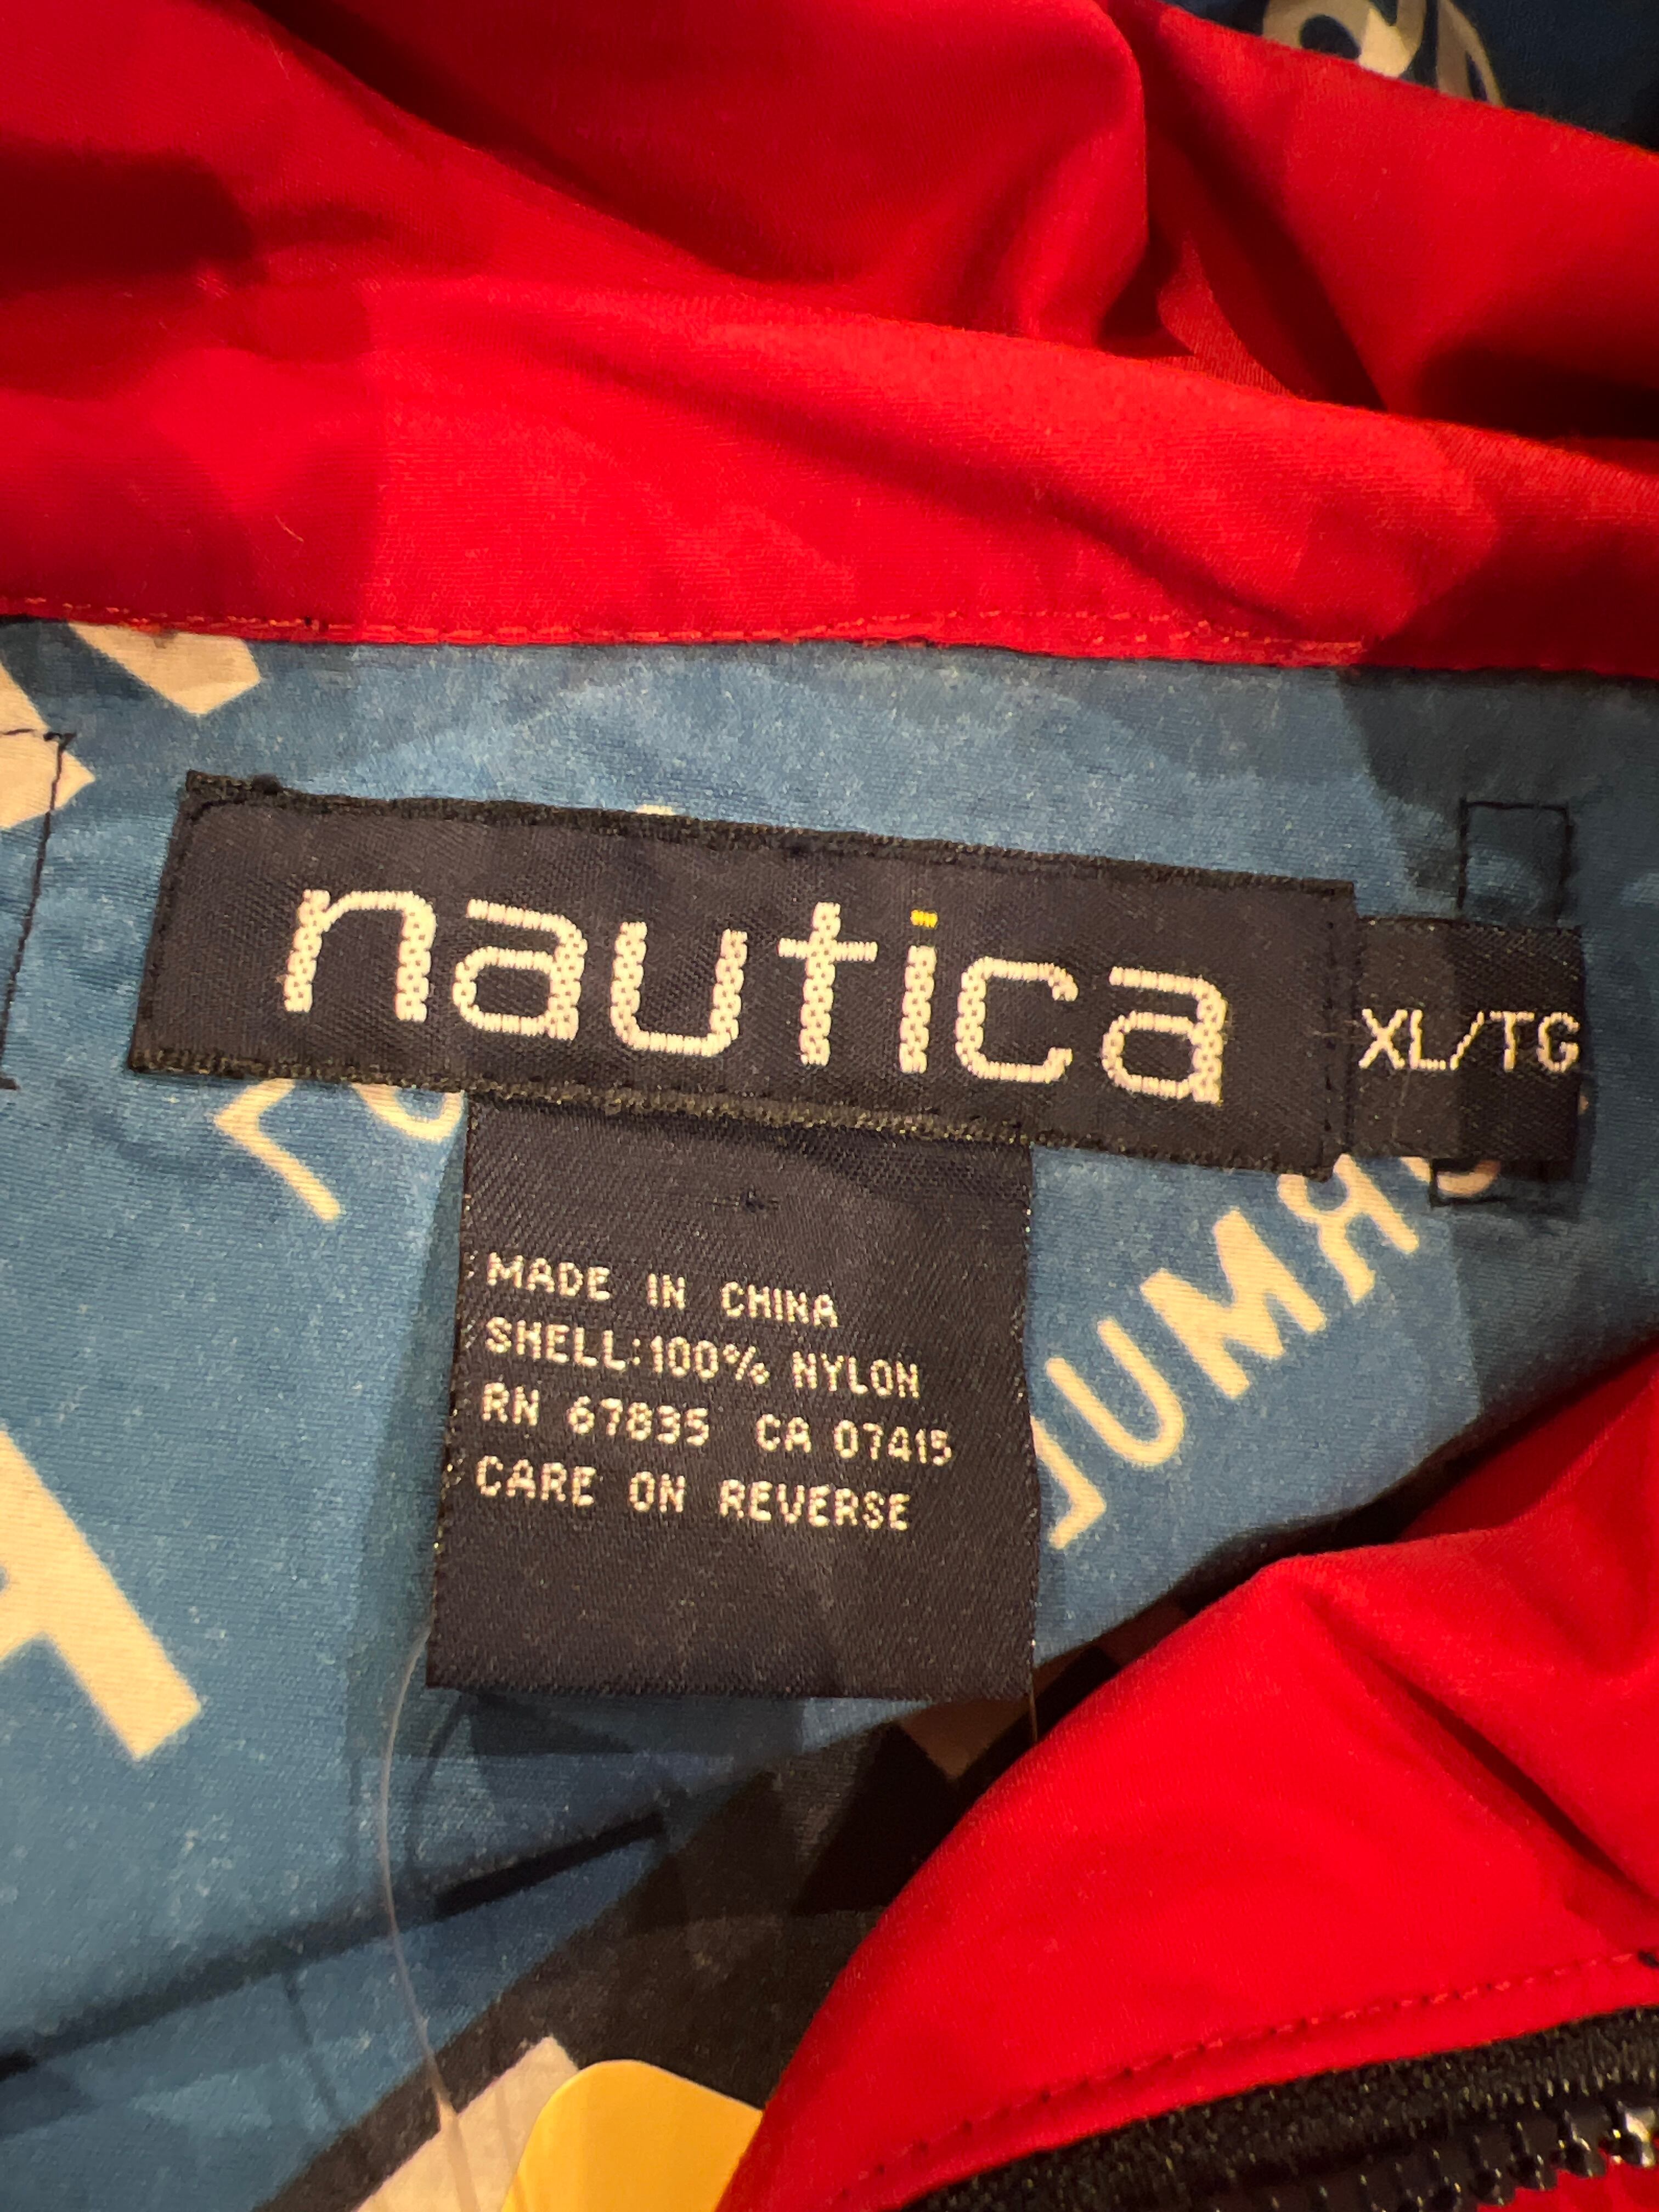 nautica
XL/TG
MADE IN CHINA
SHELL:100% NYLON
RN 67835 CA 07415
CARE ON REVERSE